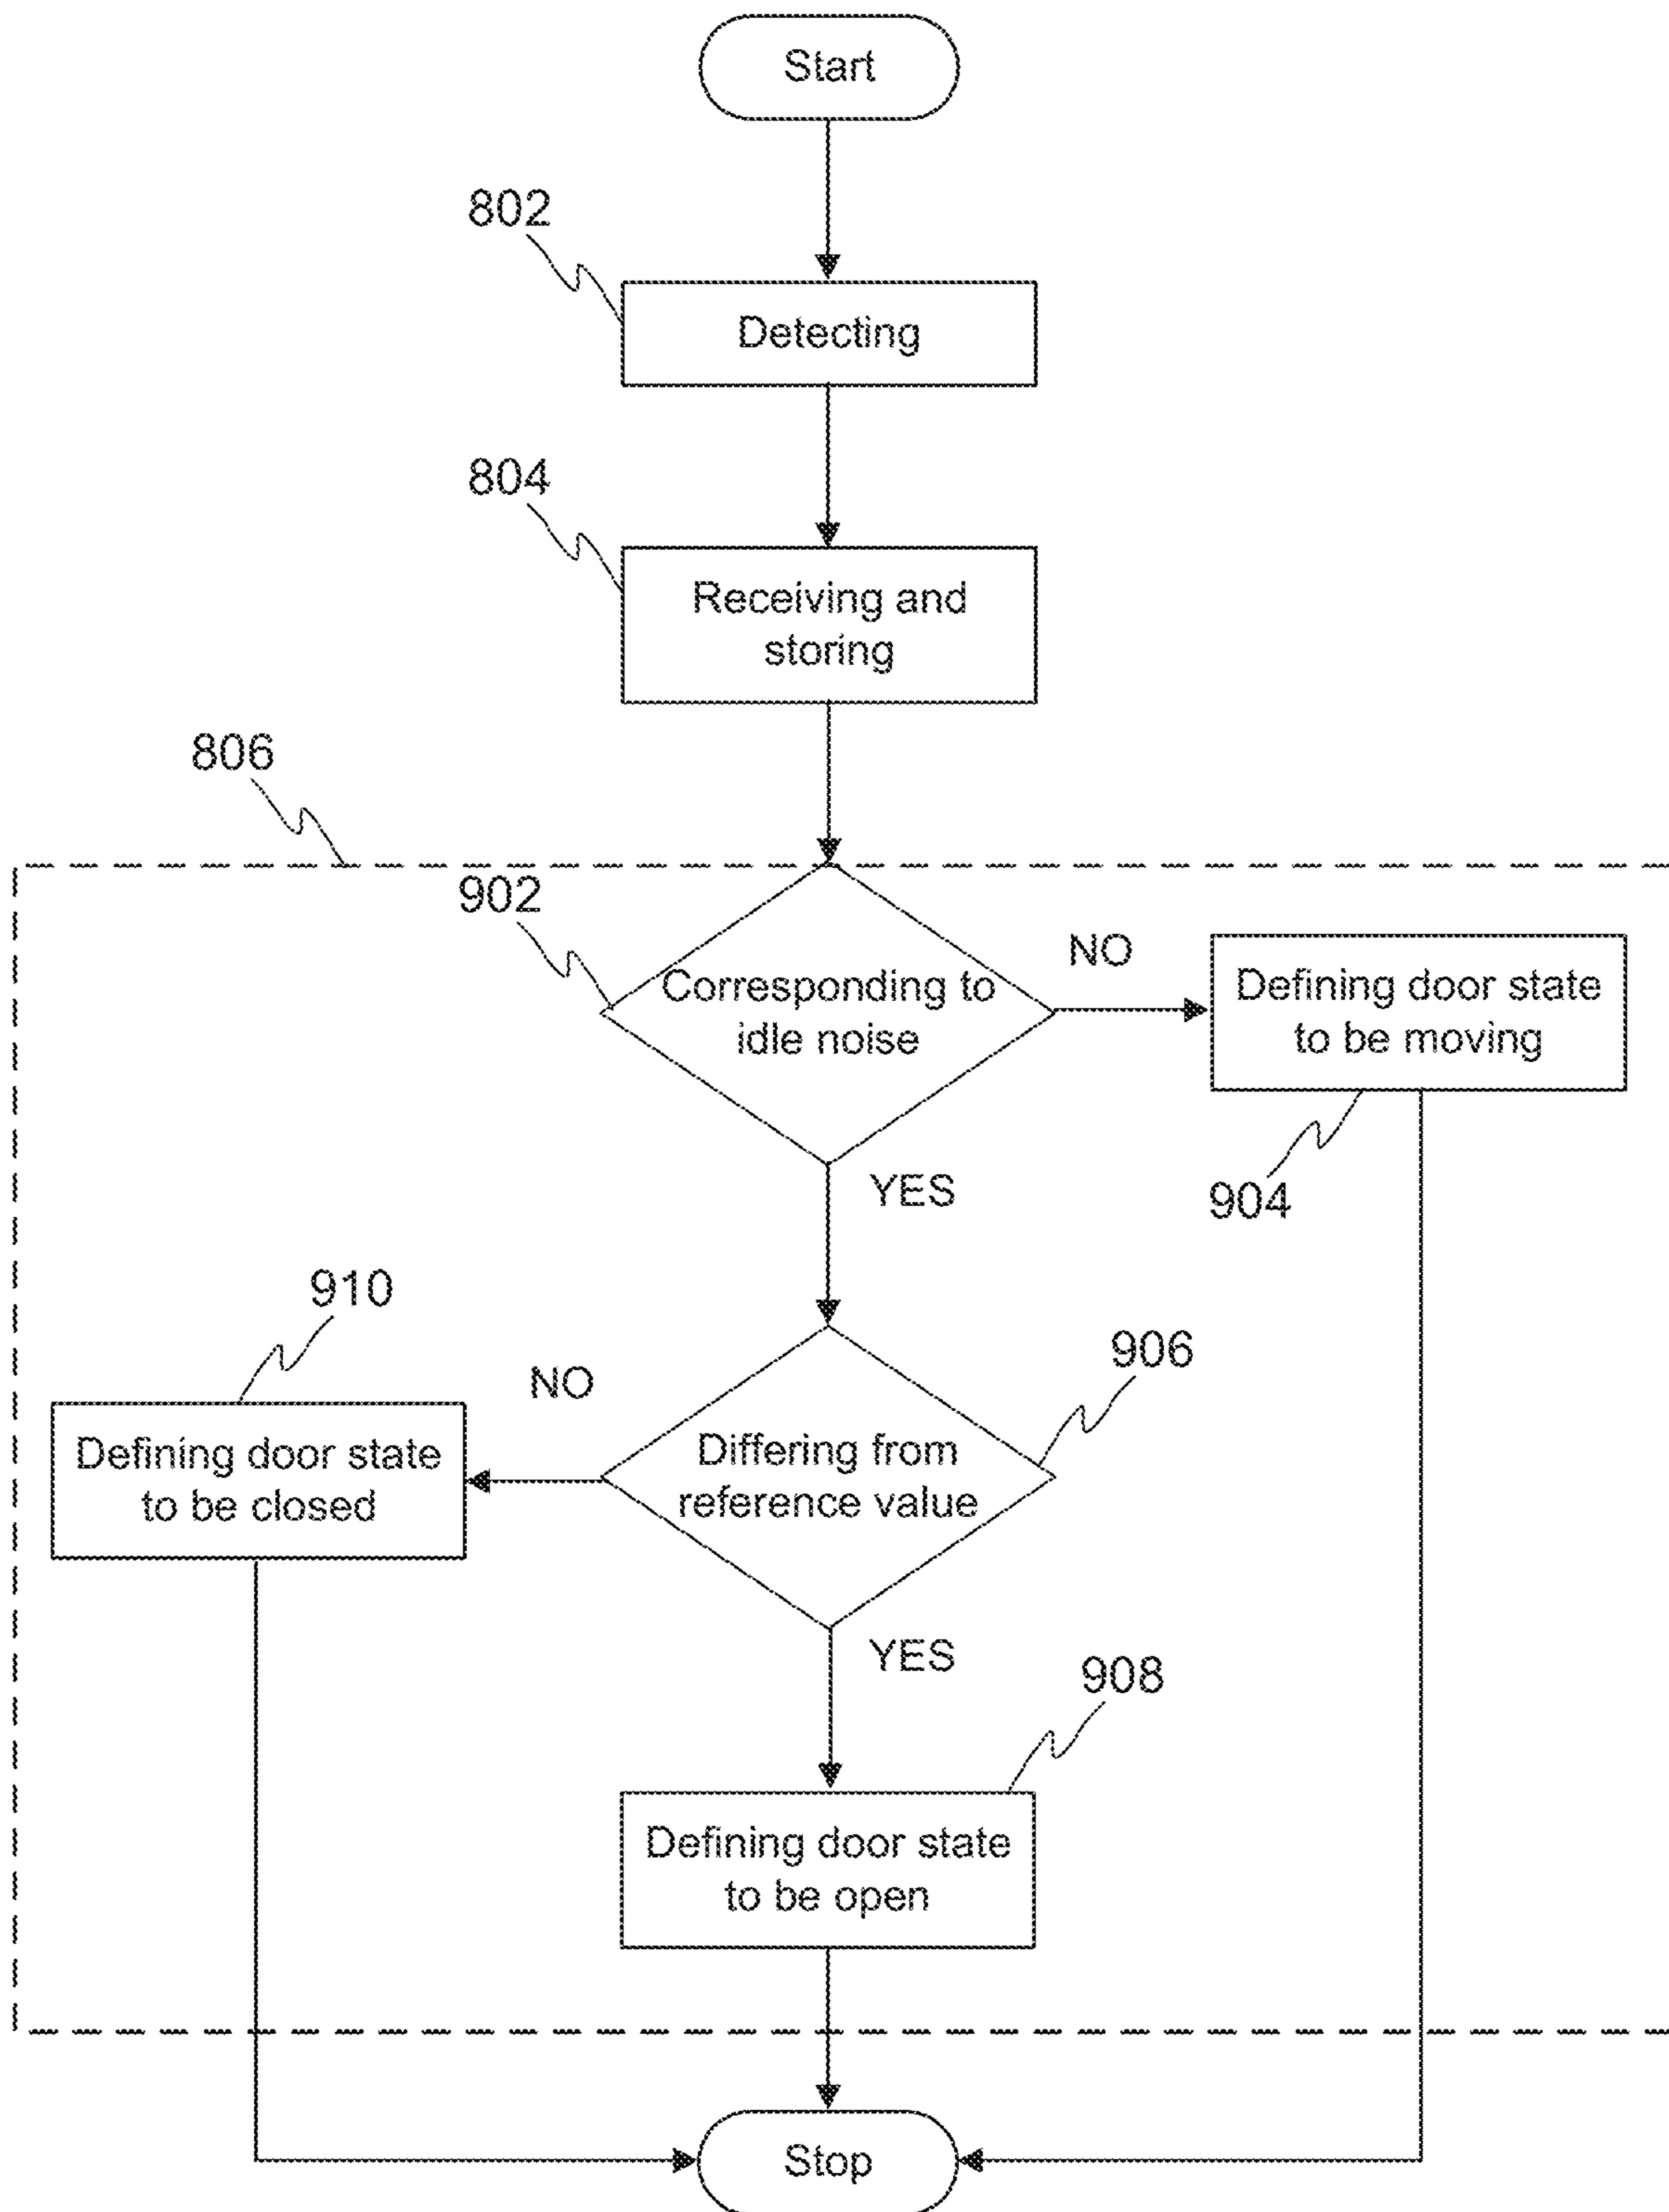 Start
802
Detecting
804
Receiving and
storing
806
902
Corresponding to
idle noise
NO
Defining door state
to be moving
904
YES
910
906
NO
Defining door state
to be closed
Differing from
reference value
YES
908
Defining door state
to be open
Stop